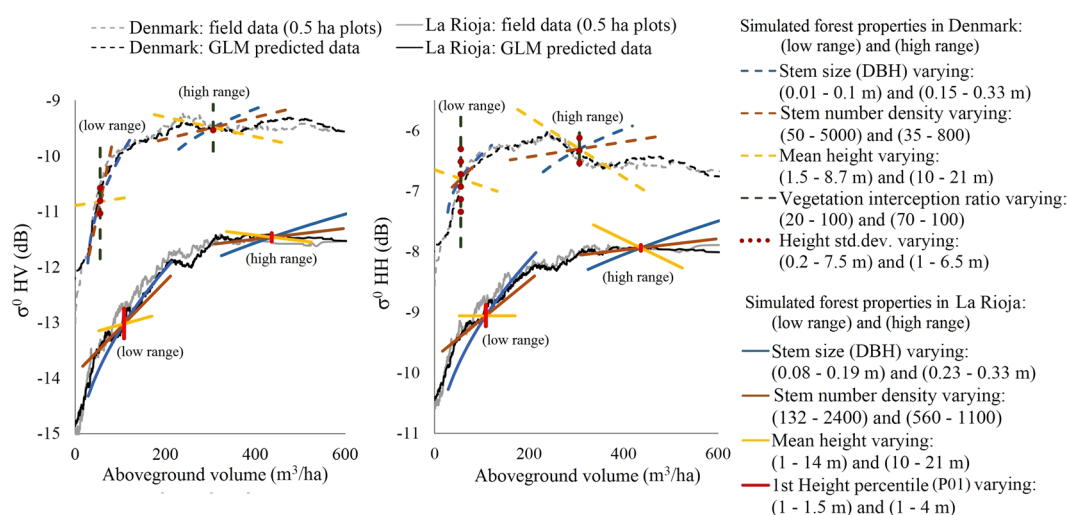 Denmark: field data (0.5 ha plots)
Denmark: GLM predicted data
La Rioja: field data (0.5 ha plots)
La Rioja: GLM predicted data
-9
-10
-11
-12
-13
-14
-15
σ⁰ HV (dB)
0
200
400
600
Aboveground volume (m³/ha)
(low range)
(high range)
(high range)
(low range)
-6
-7
-8
-9
-10
-11
σ⁰ HH (dB)
0
200
400
600
Aboveground volume (m³/ha)
(low range)
(high range)
(high range)
(low range)
Simulated forest properties in Denmark:
(low range) and (high range)
Stem size (DBH) varying:
(0.01 - 0.1 m) and (0.15 - 0.33 m)
Stem number density varying:
(50 - 5000) and (35 - 800)
Mean height varying:
(1.5 - 8.7 m) and (10 - 21 m)
Vegetation interception ratio varying:
(20 - 100) and (70 - 100)
Height std.dev. varying:
(0.2 - 7.5 m) and (1 - 6.5 m)
Simulated forest properties in La Rioja:
(low range) and (high range)
Stem size (DBH) varying:
(0.08 - 0.19 m) and (0.23 - 0.33 m)
Stem number density varying:
(132 - 2400) and (560 - 1100)
Mean height varying:
(1 - 14 m) and (10 - 21 m)
1st Height percentile (P01) varying:
(1 - 1.5 m) and (1 - 4 m)